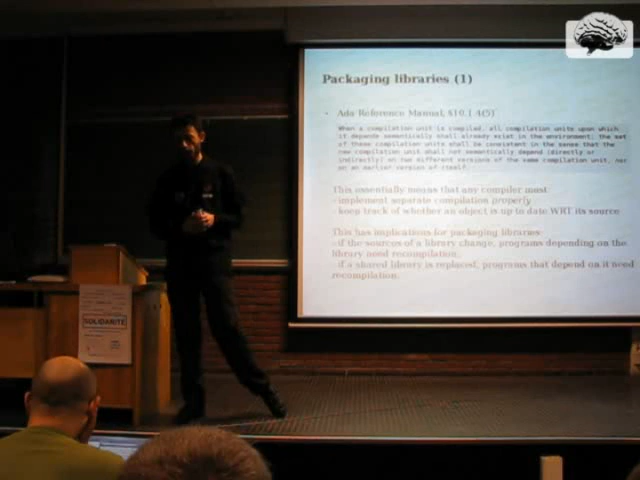 Packaging libraries (1)
- Ada Reference Manual, §10.1.4(5)
When a compilation unit is compiled, all compilation units upon which
it depends semantically shall already exist in the environment; the set
of these compilation units shall be consistent in the sense that the
new compilation unit shall not semantically depend (directly or
indirectly) on two different versions of the same compilation unit, nor
on an earlier version of itself.
This essentially means that any compiler must:
- implement separate compilation properly
- keep track of whether an object is up to date WRT its source
This has implications for packaging libraries:
- if the sources of a library change, programs depending on the
library need recompilation.
- if a shared library is replaced, programs that depend on it need
recompilation.
SOLIDARITÉ